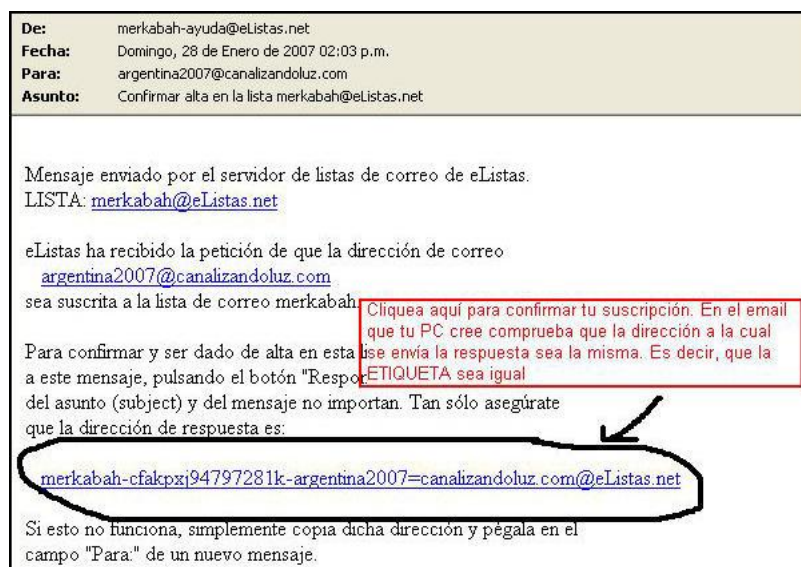 De: merkabah-ayuda@eListas.net
Fecha: Domingo, 28 de Enero de 2007 02:03 p.m.
Para: argentina2007@canalizandoluz.com
Asunto: Confirmar alta en la lista merkabah@eListas.net
Mensaje enviado por el servidor de listas de correo de eListas.
LISTA: merkabah@eListas.net
eListas ha recibido la petición de que la dirección de correo
argentina2007@canalizandoluz.com
sea suscrita a la lista de correo merkabah.
Cliquea aquí para confirmar tu suscripción. En el email
que tu PC cree comprueba que la dirección a la cual
se envía la respuesta sea la misma. Es decir, que la
ETIQUETA sea igual
Para confirmar y ser dado de alta en esta
a este mensaje, pulsando el botón "Respon
del asunto (subject) y del mensaje no importan. Tan sólo asegúrate
que la dirección de respuesta es:
merkabah-cfakpxj94797281k-argentina2007=canalizandoluz.com@eListas.net
Si esto no funciona, simplemente copia dicha dirección y pégala en el
campo "Para:" de un nuevo mensaje.